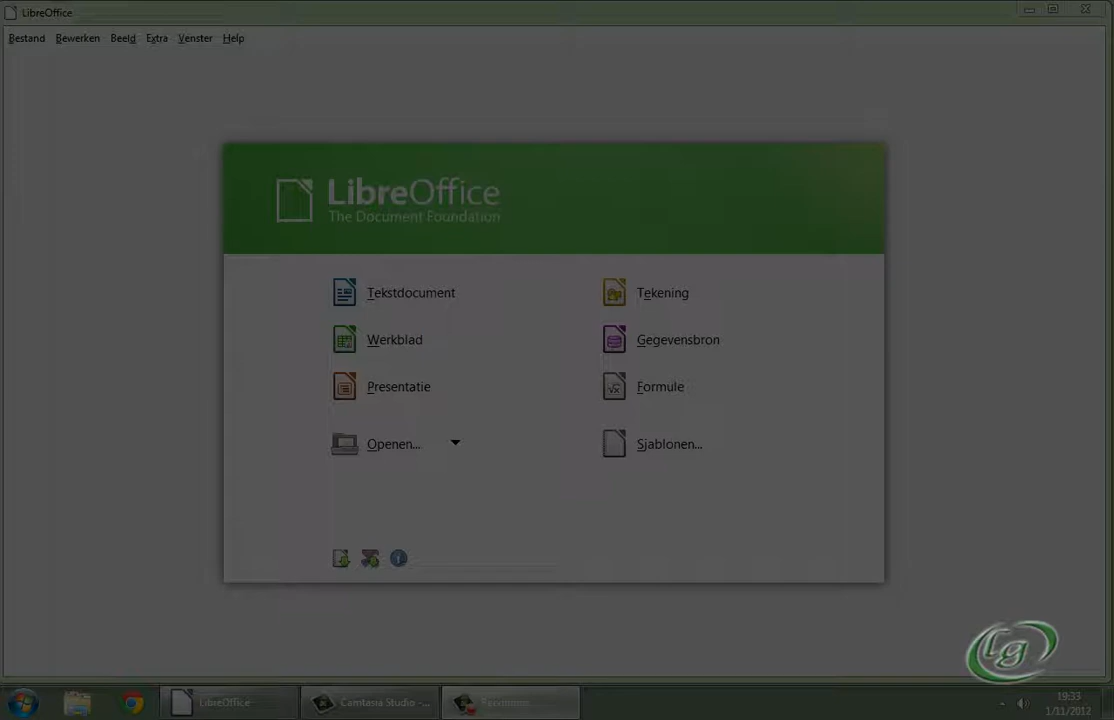 LibreOffice
Bestand Bewerken Beeld Extra Venster Help
LibreOffice
The Document Foundation
Tekstdocument
Tekening
Werkblad
Gegevensbron
Presentatie
Formule
Openen...
Sjablonen...
lg
LibreOffice
Camtasia Studio -...
19:33
1/11/2012